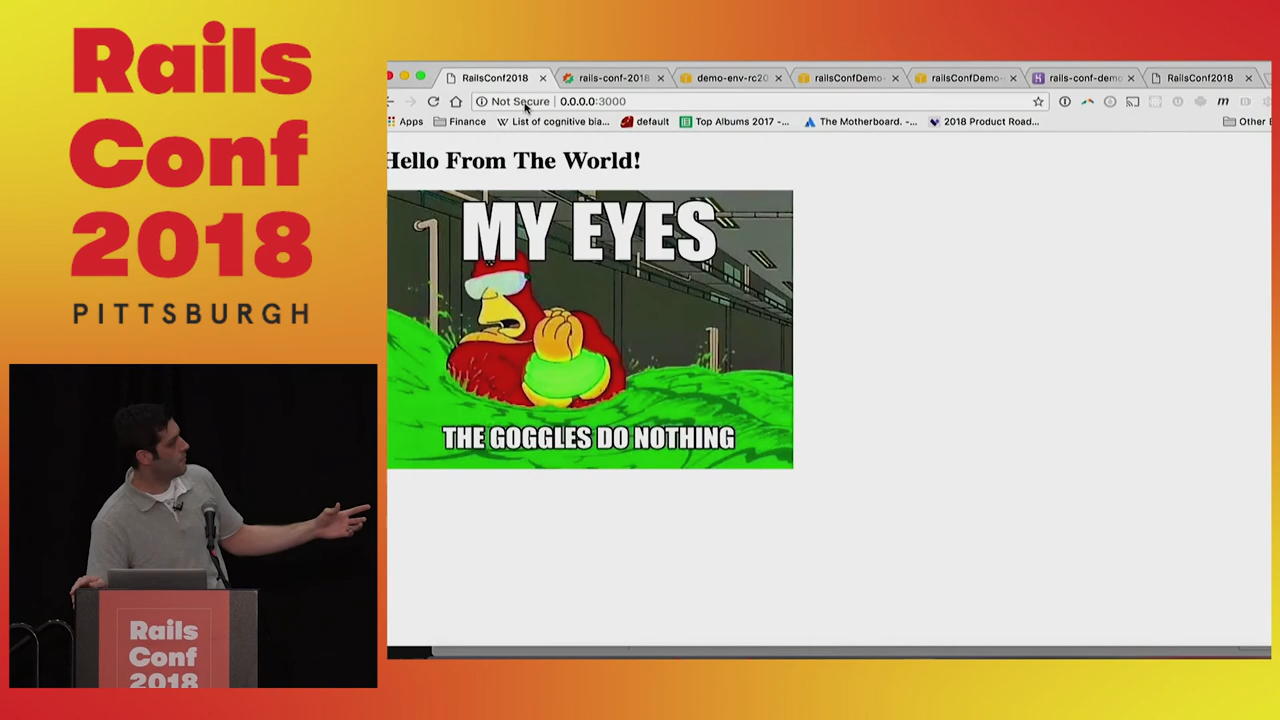 Rails
Conf
2018
PITTSBURGH
RailsConf2018
rails-conf-2018
demo-env-rc20
railsConfDemo-
railsConfDemo-
rails-conf-demo
RailsConf2018
Not Secure | 0.0.0.0:3000
Apps
Finance
List of cognitive bia...
default
Top Albums 2017 -...
The Motherboard. -...
2018 Product Road...
Other
Hello From The World!
MY EYES
THE GOGGLES DO NOTHING
Rails
Conf
2018